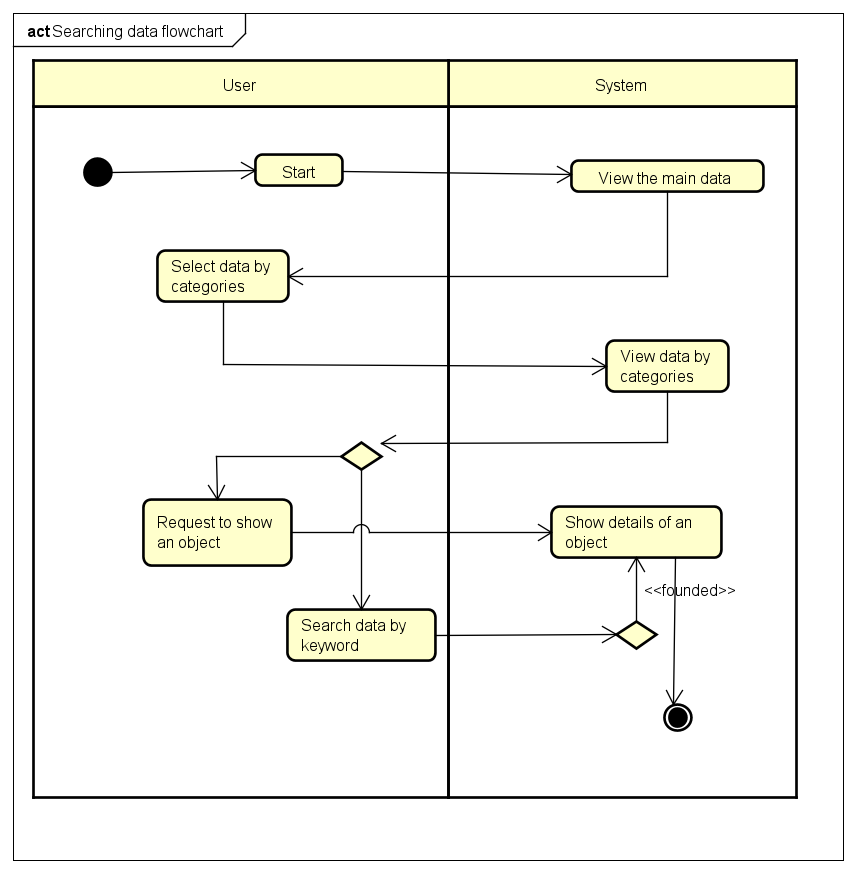 act Searching data flowchart
User
System
Start
View the main data
Select data by
categories
View data by
categories
Request to show
an object
Show details of an
object
<<founded>>
Search data by
keyword